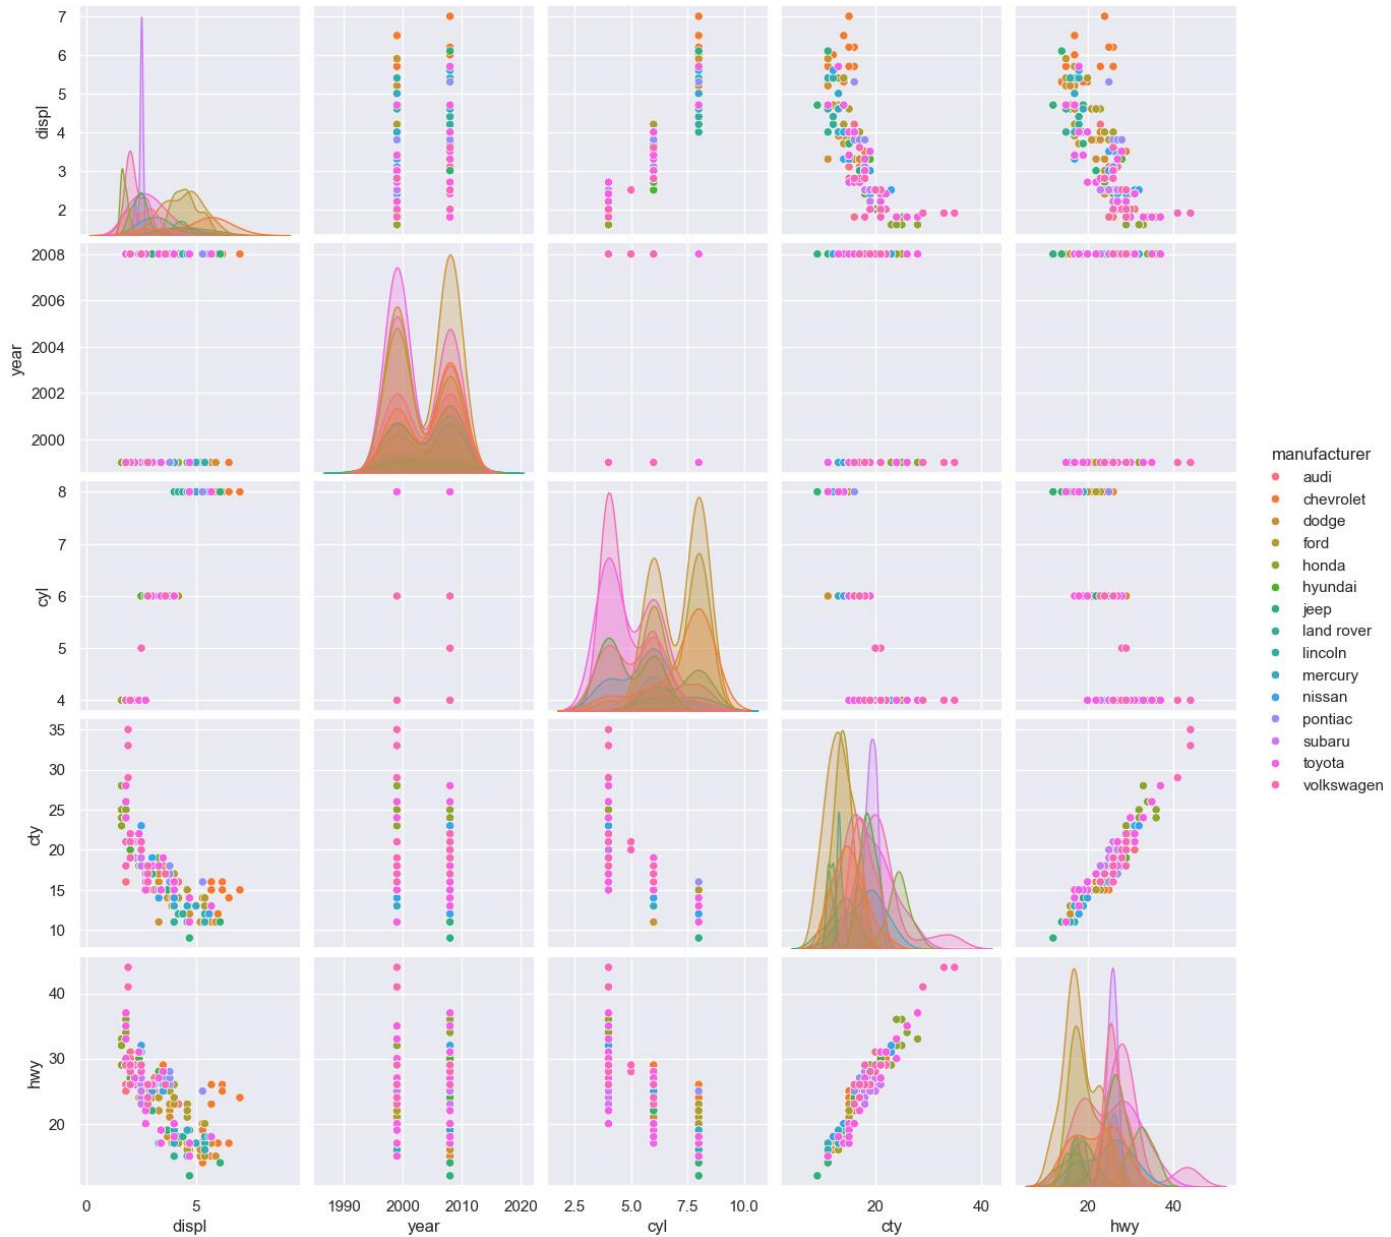 7
6
5
4
3
2
displ
2008
2006
2004
2002
2000
year
manufacturer
audi
chevrolet
dodge
ford
honda
hyundai
jeep
land rover
lincoln
mercury
nissan
pontiac
subaru
toyota
volkswagen
8
7
6
5
4
cyl
35
30
25
20
15
10
cty
40
30
20
hwy
0 5
displ
1990 2000 2010 2020
year
2.5 5.0 7.5 10.0
cyl
20 40
cty
20 40
hwy